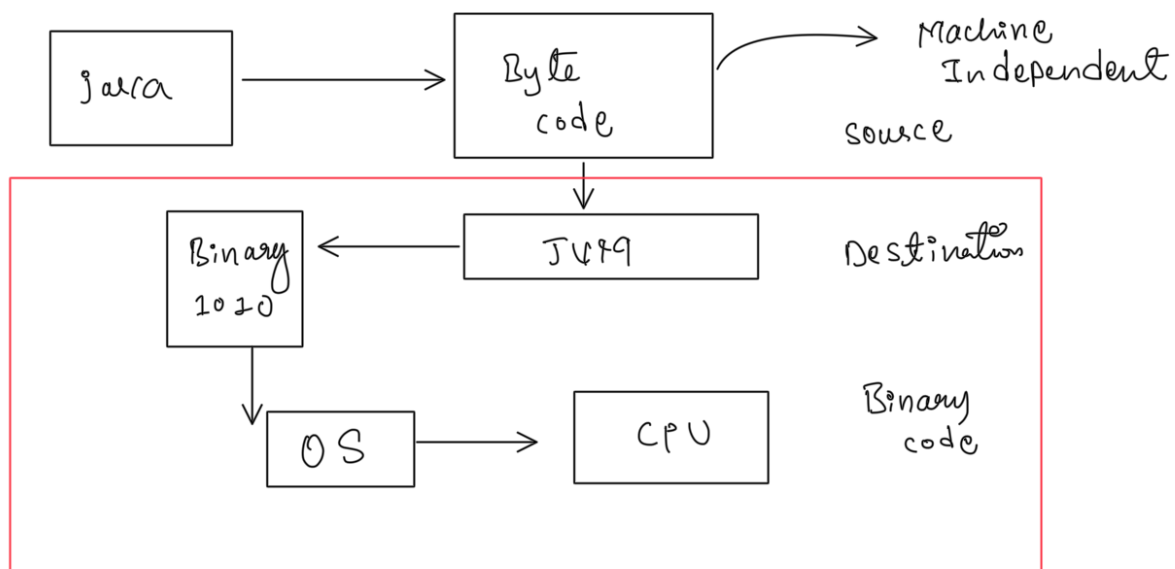 java
Byte
code
Machine
Independent
source
Binary
1010
JVM
Destination
OS
CPU
Binary
code